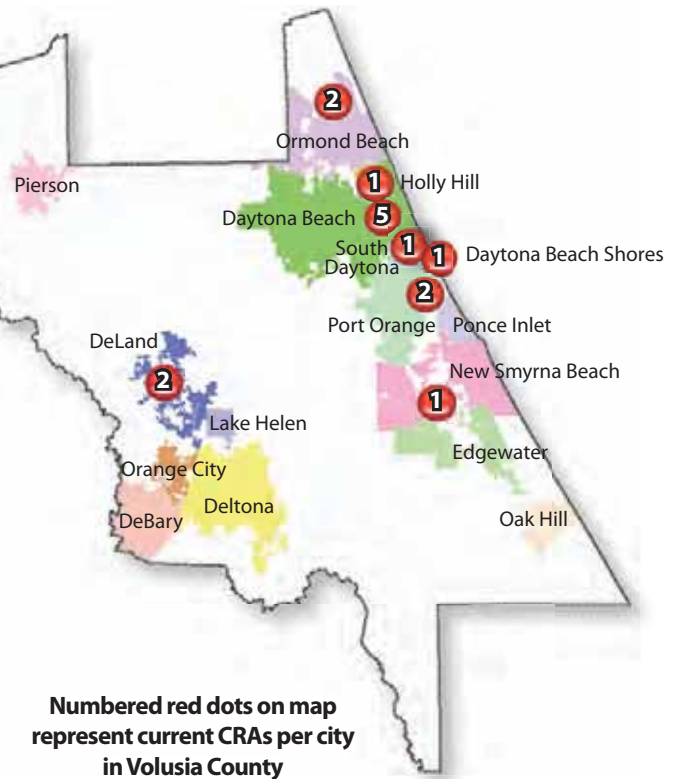 2
Ormond Beach
Pierson
1
Holly Hill
Daytona Beach
5
South
Daytona
1
1
Daytona Beach Shores
2
Port Orange
Ponce Inlet
DeLand
2
New Smyrna Beach
1
Lake Helen
Edgewater
Orange City
Deltona
DeBary
Oak Hill
Numbered red dots on map
represent current CRAs per city
in Volusia County